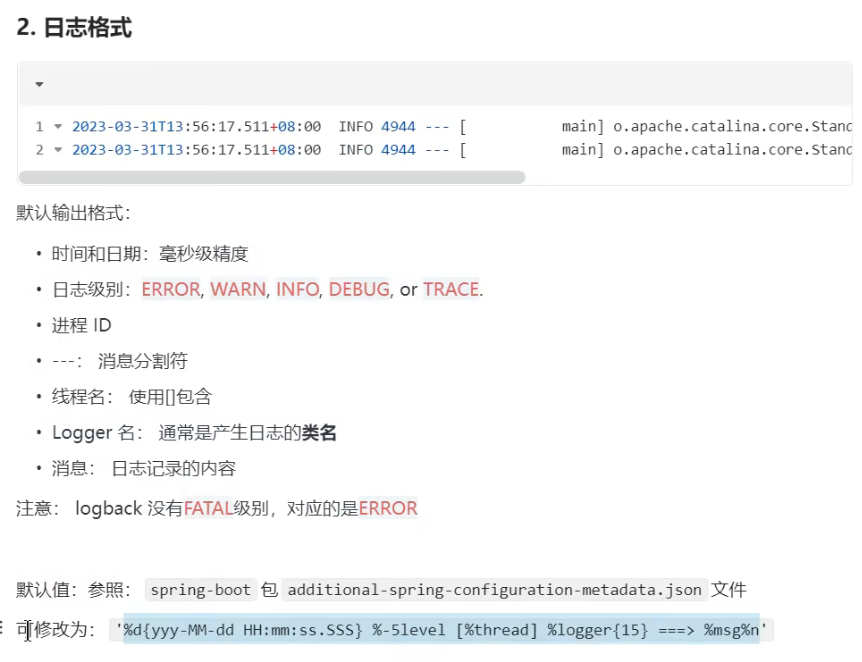 2. 日志格式
1 2023-03-31T13:56:17.511+08:00  INFO 4944 --- [           main] o.apache.catalina.core.Stand
2 2023-03-31T13:56:17.511+08:00  INFO 4944 --- [           main] o.apache.catalina.core.Stand
默认输出格式：
• 时间和日期：毫秒级精度
• 日志级别：ERROR, WARN, INFO, DEBUG, or TRACE.
• 进程 ID
• ---： 消息分割符
• 线程名： 使用[]包含
• Logger 名： 通常是产生日志的类名
• 消息： 日志记录的内容
注意： logback 没有FATAL级别，对应的是ERROR
默认值：参照： spring-boot 包 additional-spring-configuration-metadata.json 文件
可修改为： '%d{yyy-MM-dd HH:mm:ss.SSS} %-5level [%thread] %logger{15} ===> %msg%n'